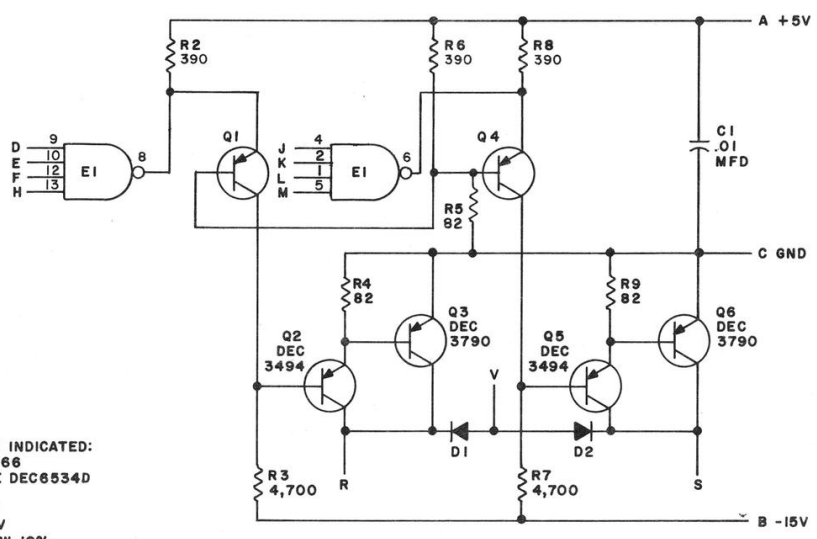 A +5V
R2
390
R6
390
R8
390
C1
.01
MFD
D 9
E 10
F 12
H 13
E1
8
Q1
J 4
K 2
L 1
M 5
E1
6
Q4
R5
82
C GND
R4
82
Q3
DEC
3790
R9
82
Q6
DEC
3790
Q2
DEC
3494
Q5
DEC
3494
V
D1
D2
INDICATED:
66
DEC6534D
R3
4,700
R
R7
4,700
S
V
10%
B -15V